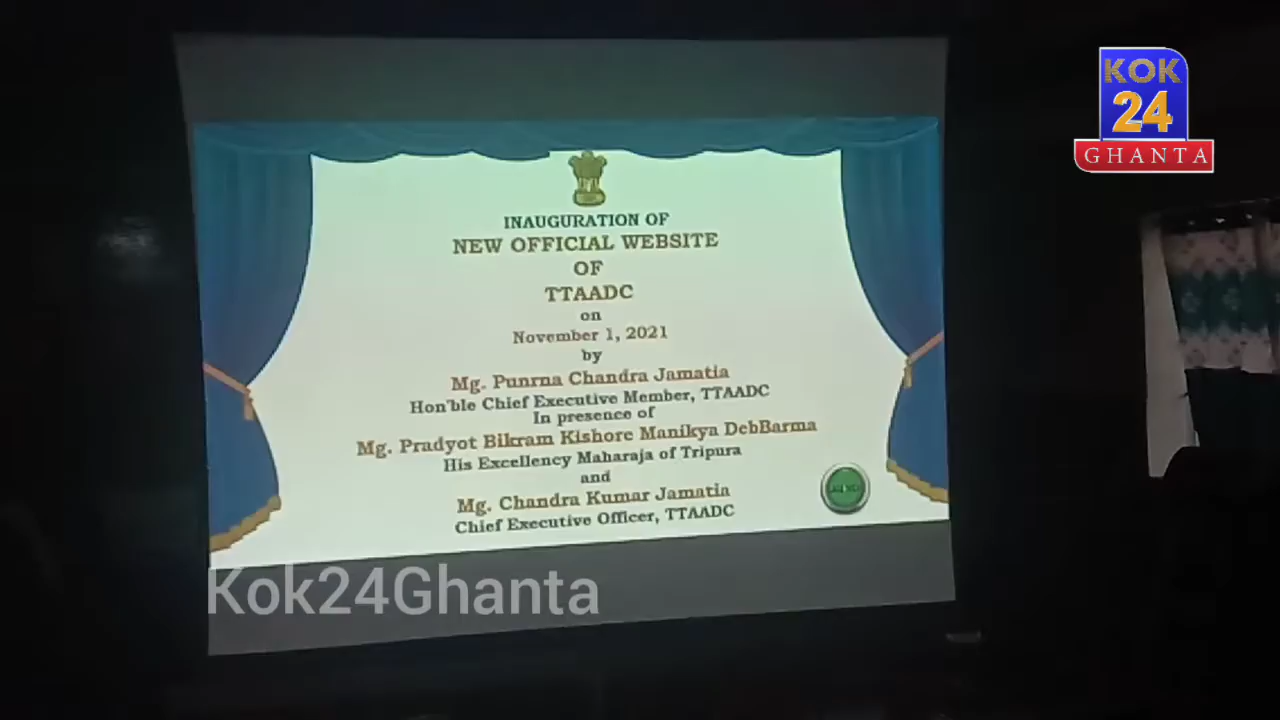 KOK
24
GHANTA
INAUGURATION OF
NEW OFFICIAL WEBSITE
OF
TTAADC
on
November 1, 2021
by
Mg. Punrna Chandra Jamatia
Hon'ble Chief Executive Member, TTAADC
In presence of
Mg. Pradyot Bikram Kishore Manikya DebBarma
His Excellency Maharaja of Tripura
and
Mg. Chandra Kumar Jamatia
Chief Executive Officer, TTAADC
Kok24Ghanta